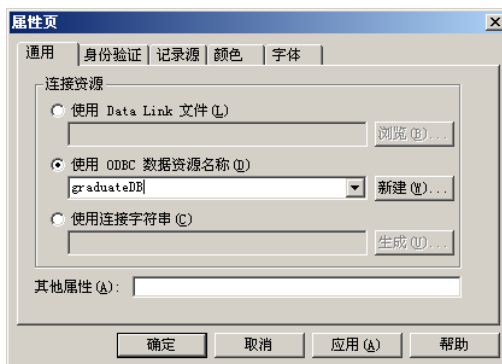 属性页
通用 身份验证 记录源 颜色 字体
连接资源
使用 Data Link 文件(L)
浏览(B)...
使用 ODBC 数据资源名称(D)
graduateDB 新建(W)...
使用连接字符串(C)
生成(U)...
其他属性(A):
确定 取消 应用(A) 帮助